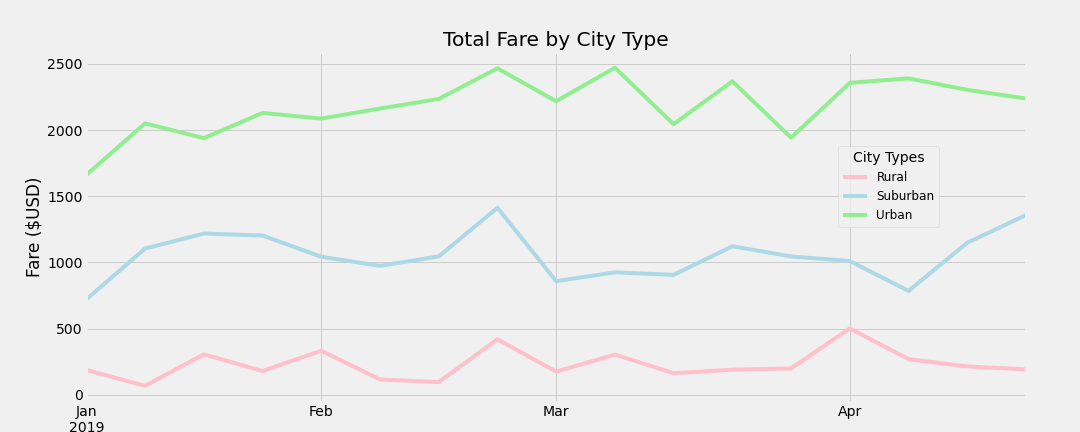 Total Fare by City Type
Fare ($USD)
2500
2000
1500
1000
500
0
City Types
Rural
Suburban
Urban
Jan
2019
Feb
Mar
Apr